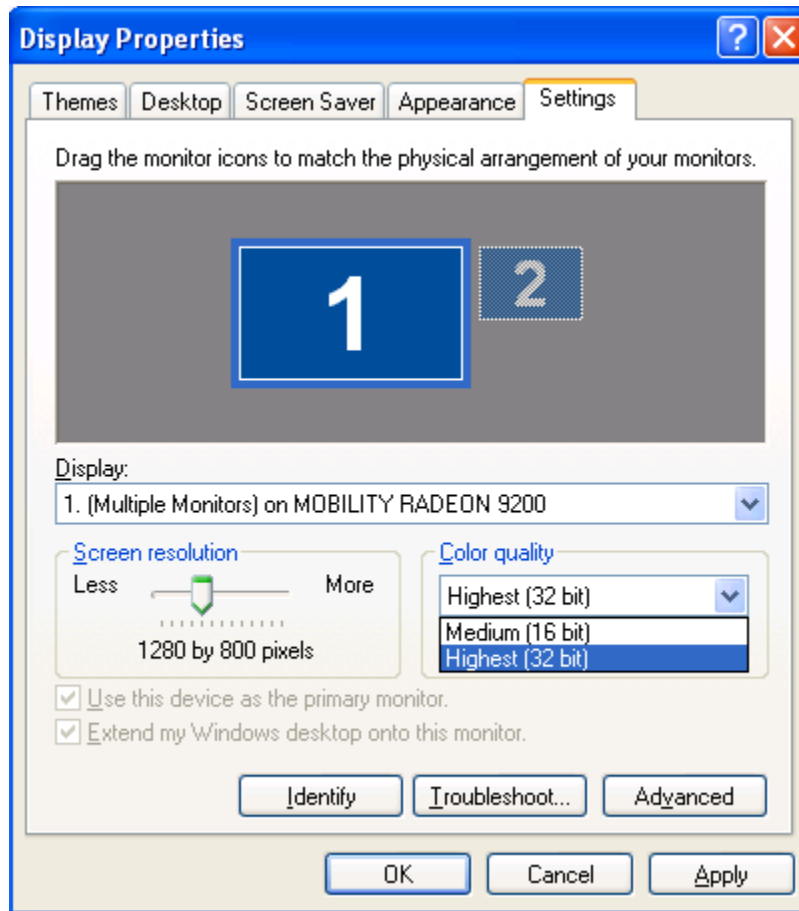 Display Properties
Themes Desktop Screen Saver Appearance Settings
Drag the monitor icons to match the physical arrangement of your monitors.
1 2
Display:
1. (Multiple Monitors) on MOBILITY RADEON 9200
Screen resolution
Less More
1280 by 800 pixels
Color quality
Highest (32 bit)
Medium (16 bit)
Highest (32 bit)
Use this device as the primary monitor.
Extend my Windows desktop onto this monitor.
Identify Troubleshoot... Advanced
OK Cancel Apply